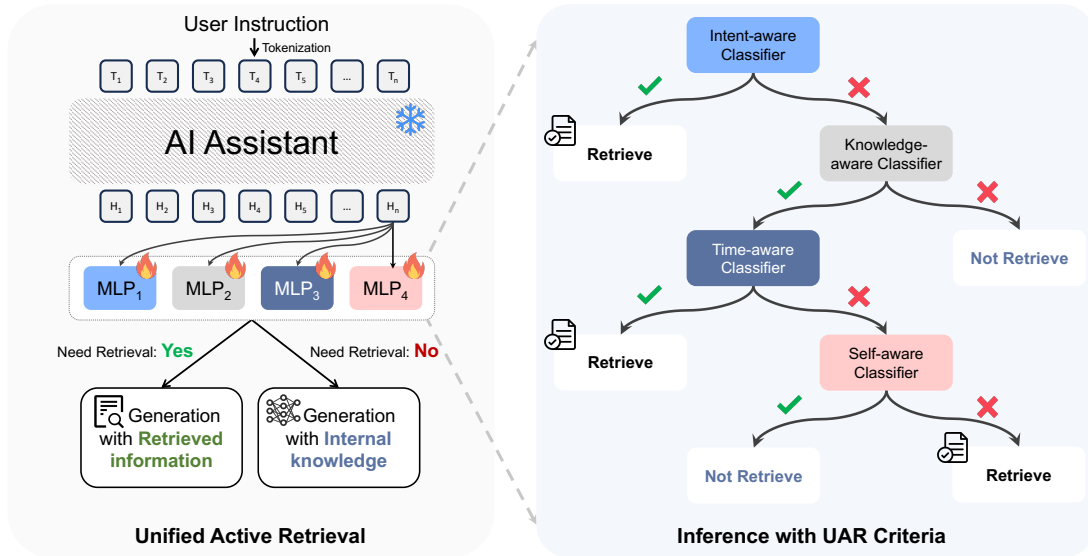 User Instruction
Tokenization
T1
T2
T3
T4
T5
...
Tn
AI Assistant
H1
H2
H3
H4
H5
...
Hn
MLP1
MLP2
MLP3
MLP4
Need Retrieval: Yes
Need Retrieval: No
Generation
with Retrieved
information
Generation
with Internal
knowledge
Unified Active Retrieval
Intent-aware
Classifier
Retrieve
Knowledge-
aware Classifier
Time-aware
Classifier
Not Retrieve
Retrieve
Self-aware
Classifier
Not Retrieve
Retrieve
Inference with UAR Criteria